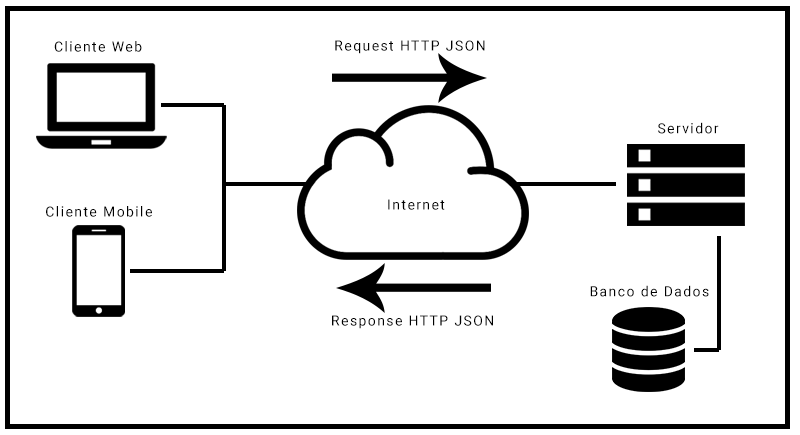 Cliente Web
Request HTTP JSON
Servidor
Cliente Mobile
Internet
Banco de Dados
Response HTTP JSON